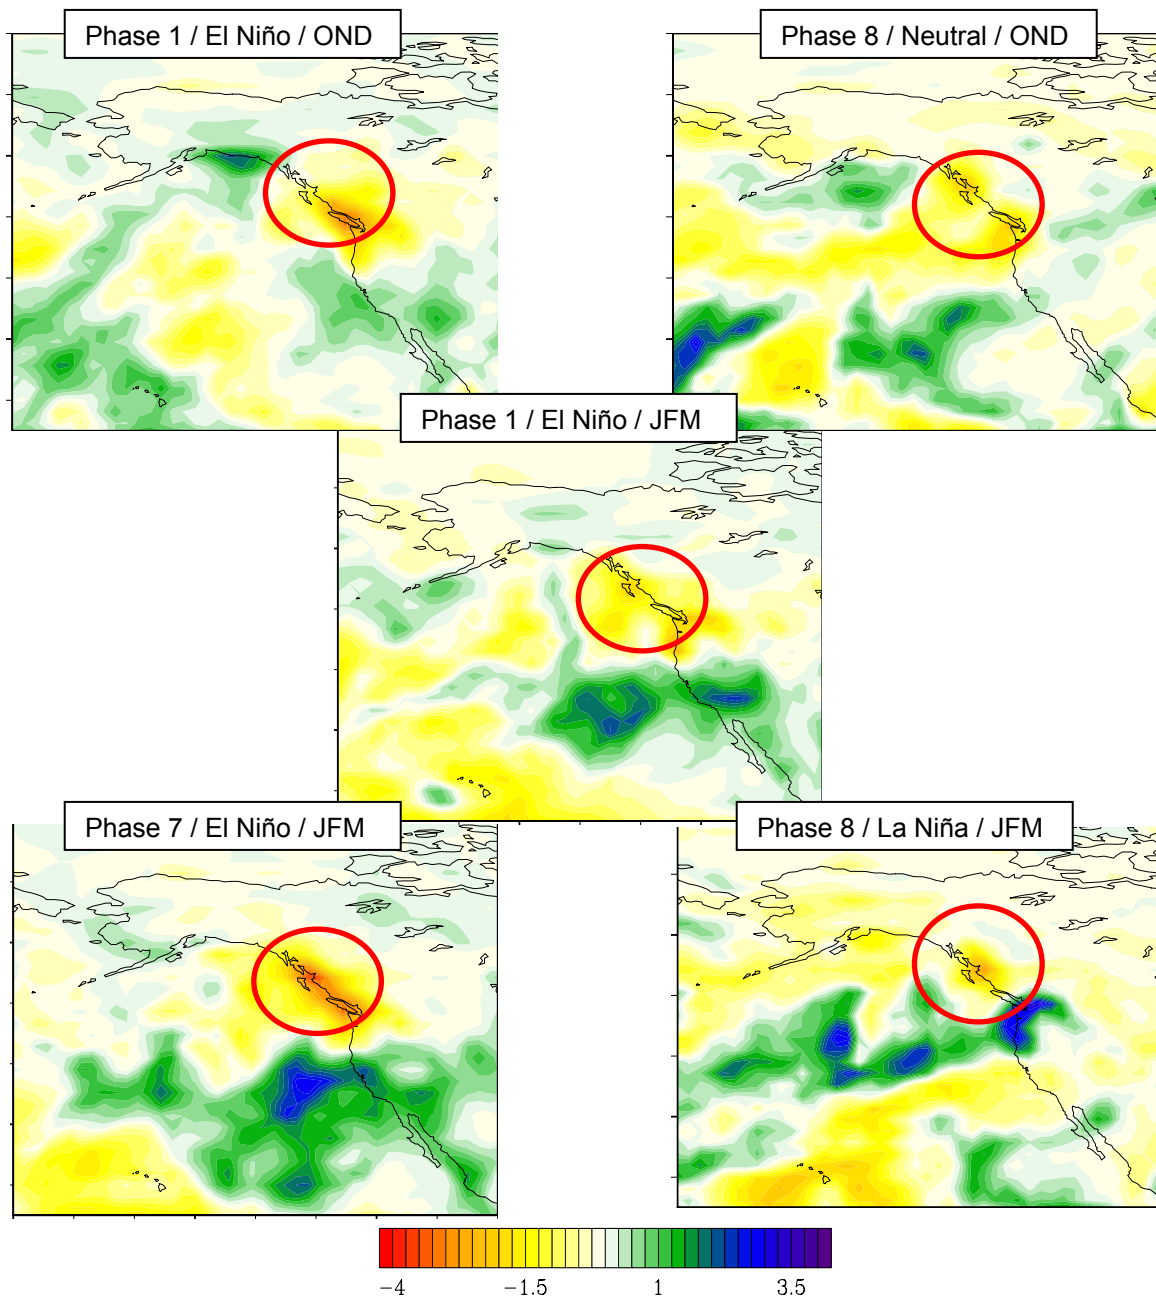 Phase 1 / El Niño / OND
Phase 8 / Neutral / OND
Phase 1 / El Niño / JFM
Phase 7 / El Niño / JFM
Phase 8 / La Niña / JFM
−4 −1.5 1 3.5